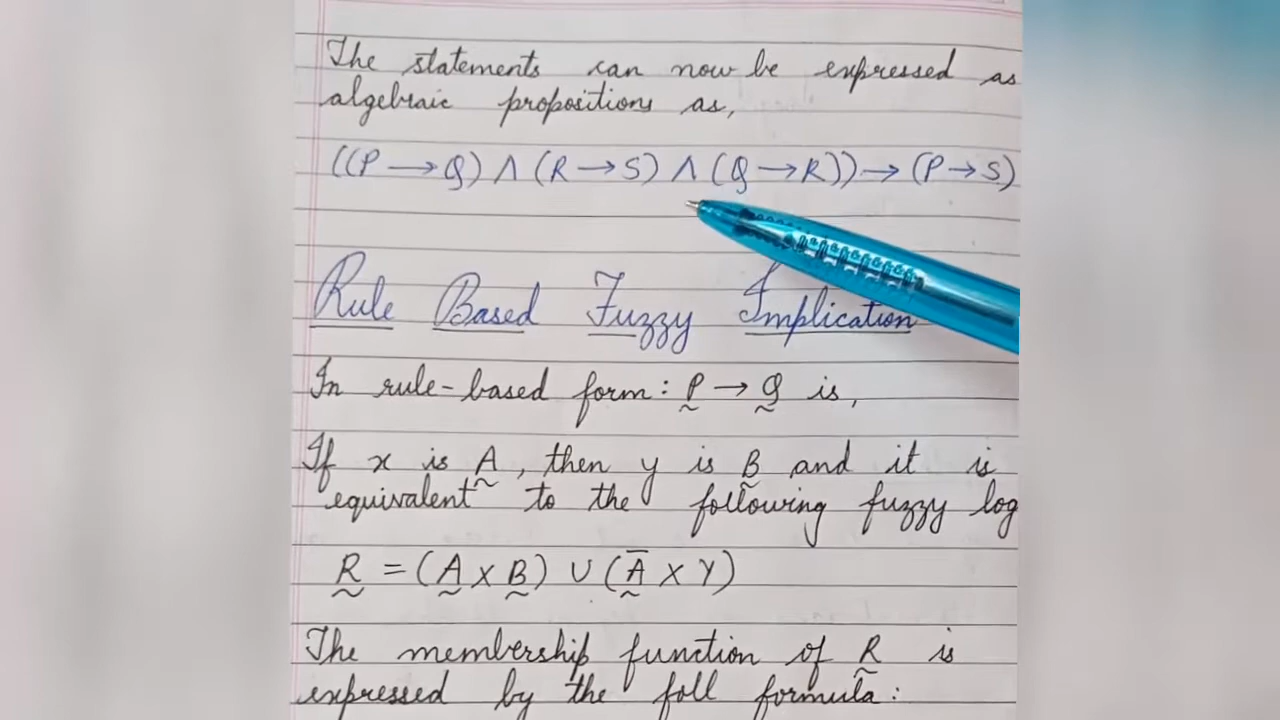 The statements can now be expressed as
algebraic propositions as,
((P → Q) ∧ (R → S) ∧ (Q → R)) → (P → S)
Rule Based Fuzzy Implication
In rule-based form: P̰ → Q̰ is,
If x is A̰, then y is B̰ and it is
equivalent to the following fuzzy log
R̰ = (A̰ × B̰) ∪ (Ā̰ × Y)
The membership function of R̰ is
expressed by the foll formula: